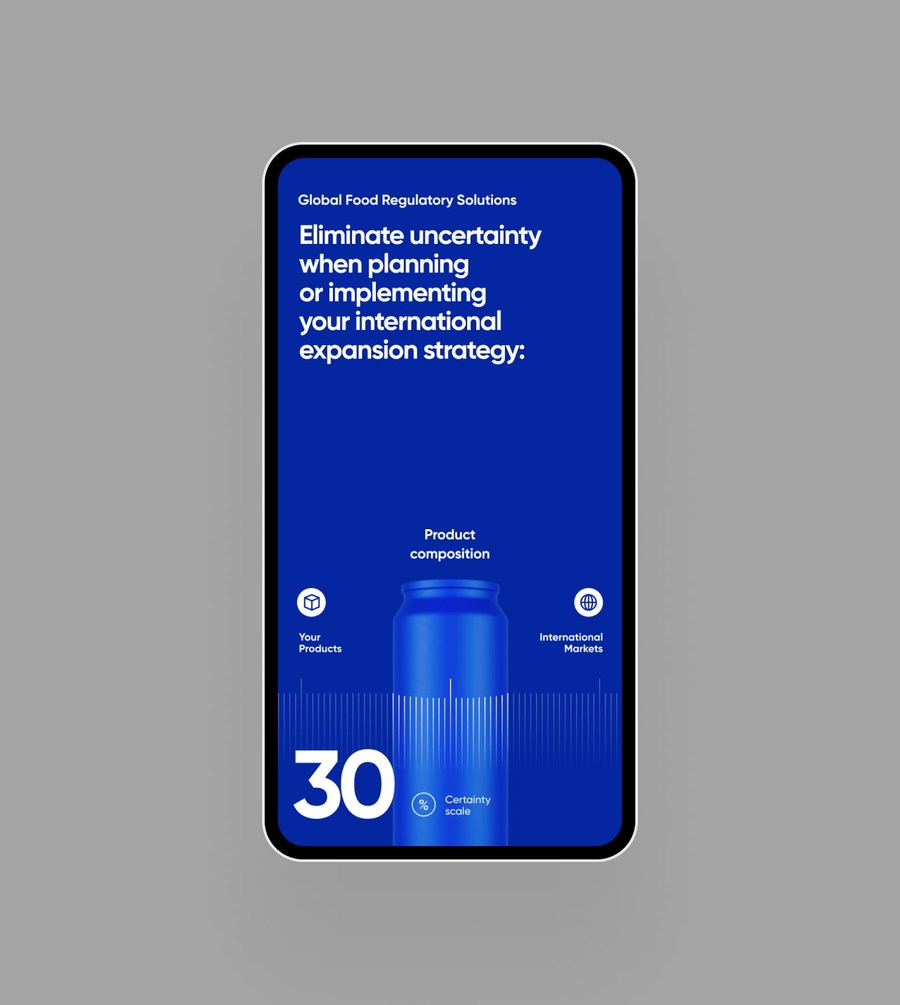 Global Food Regulatory Solutions
Eliminate uncertainty
when planning
or implementing
your international
expansion strategy:
Product
composition
Your
Products
International
Markets
30
%
Certainty
scale